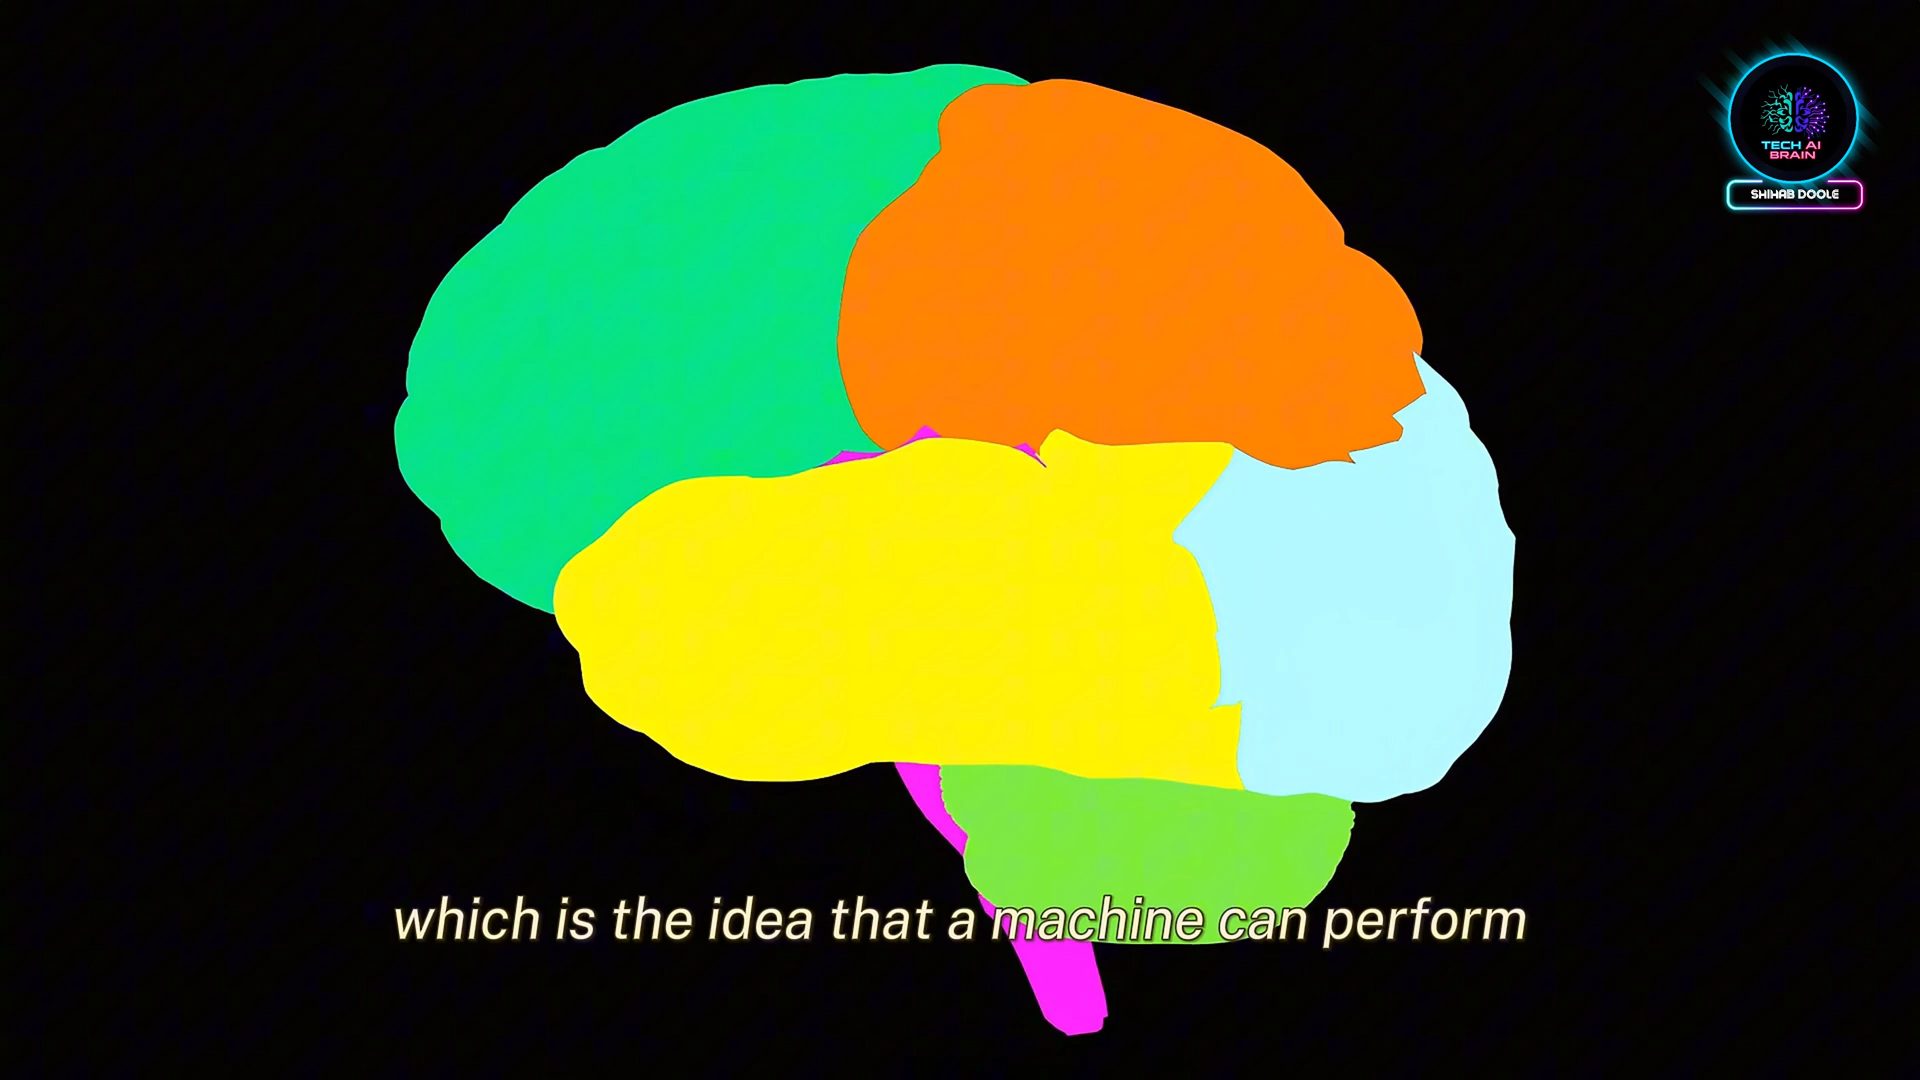 TECH AI
BRAIN
SHIHAB DOOLE
which is the idea that a machine can perform